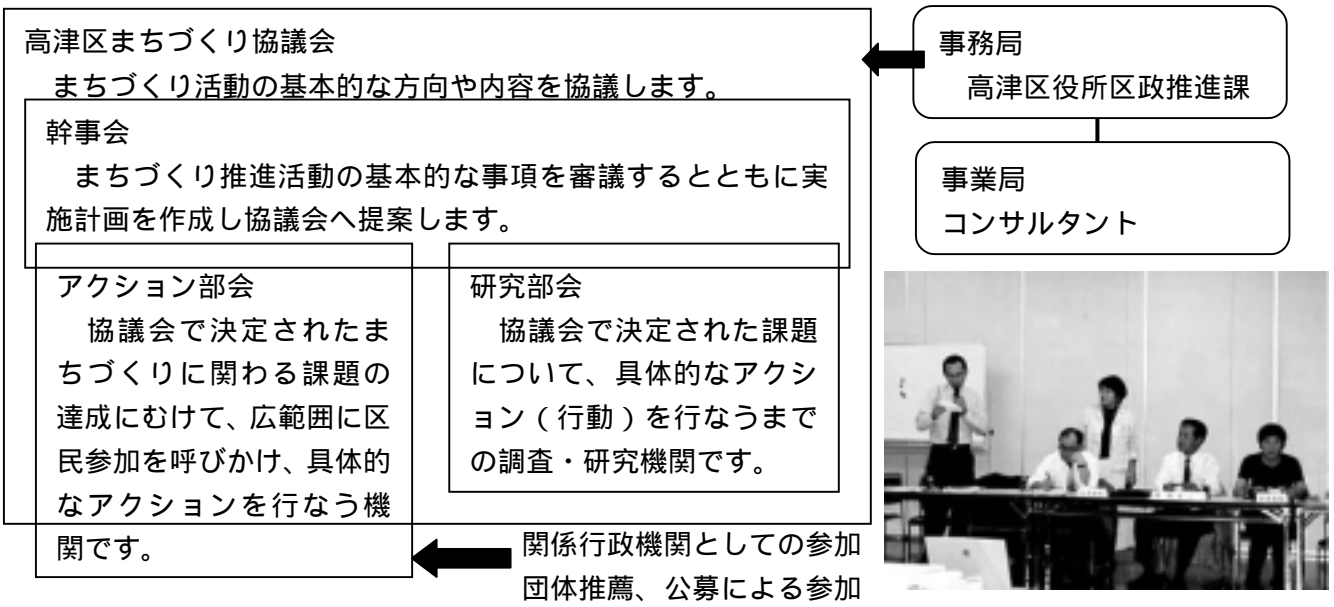 高津区まちづくり協議会
まちづくり活動の基本的な方向や内容を協議します。
幹事会
まちづくり推進活動の基本的な事項を審議するとともに実
施計画を作成し協議会へ提案します。
アクション部会
協議会で決定されたま
ちづくりに関わる課題の
達成にむけて、広範囲に区
民参加を呼びかけ、具体的
なアクションを行なう機
関です。
研究部会
協議会で決定された課題
について、具体的なアクシ
ョン(行動)を行なうまで
の調査・研究機関です。
関係行政機関としての参加
団体推薦、公募による参加
事務局
高津区役所区政推進課
事業局
コンサルタント